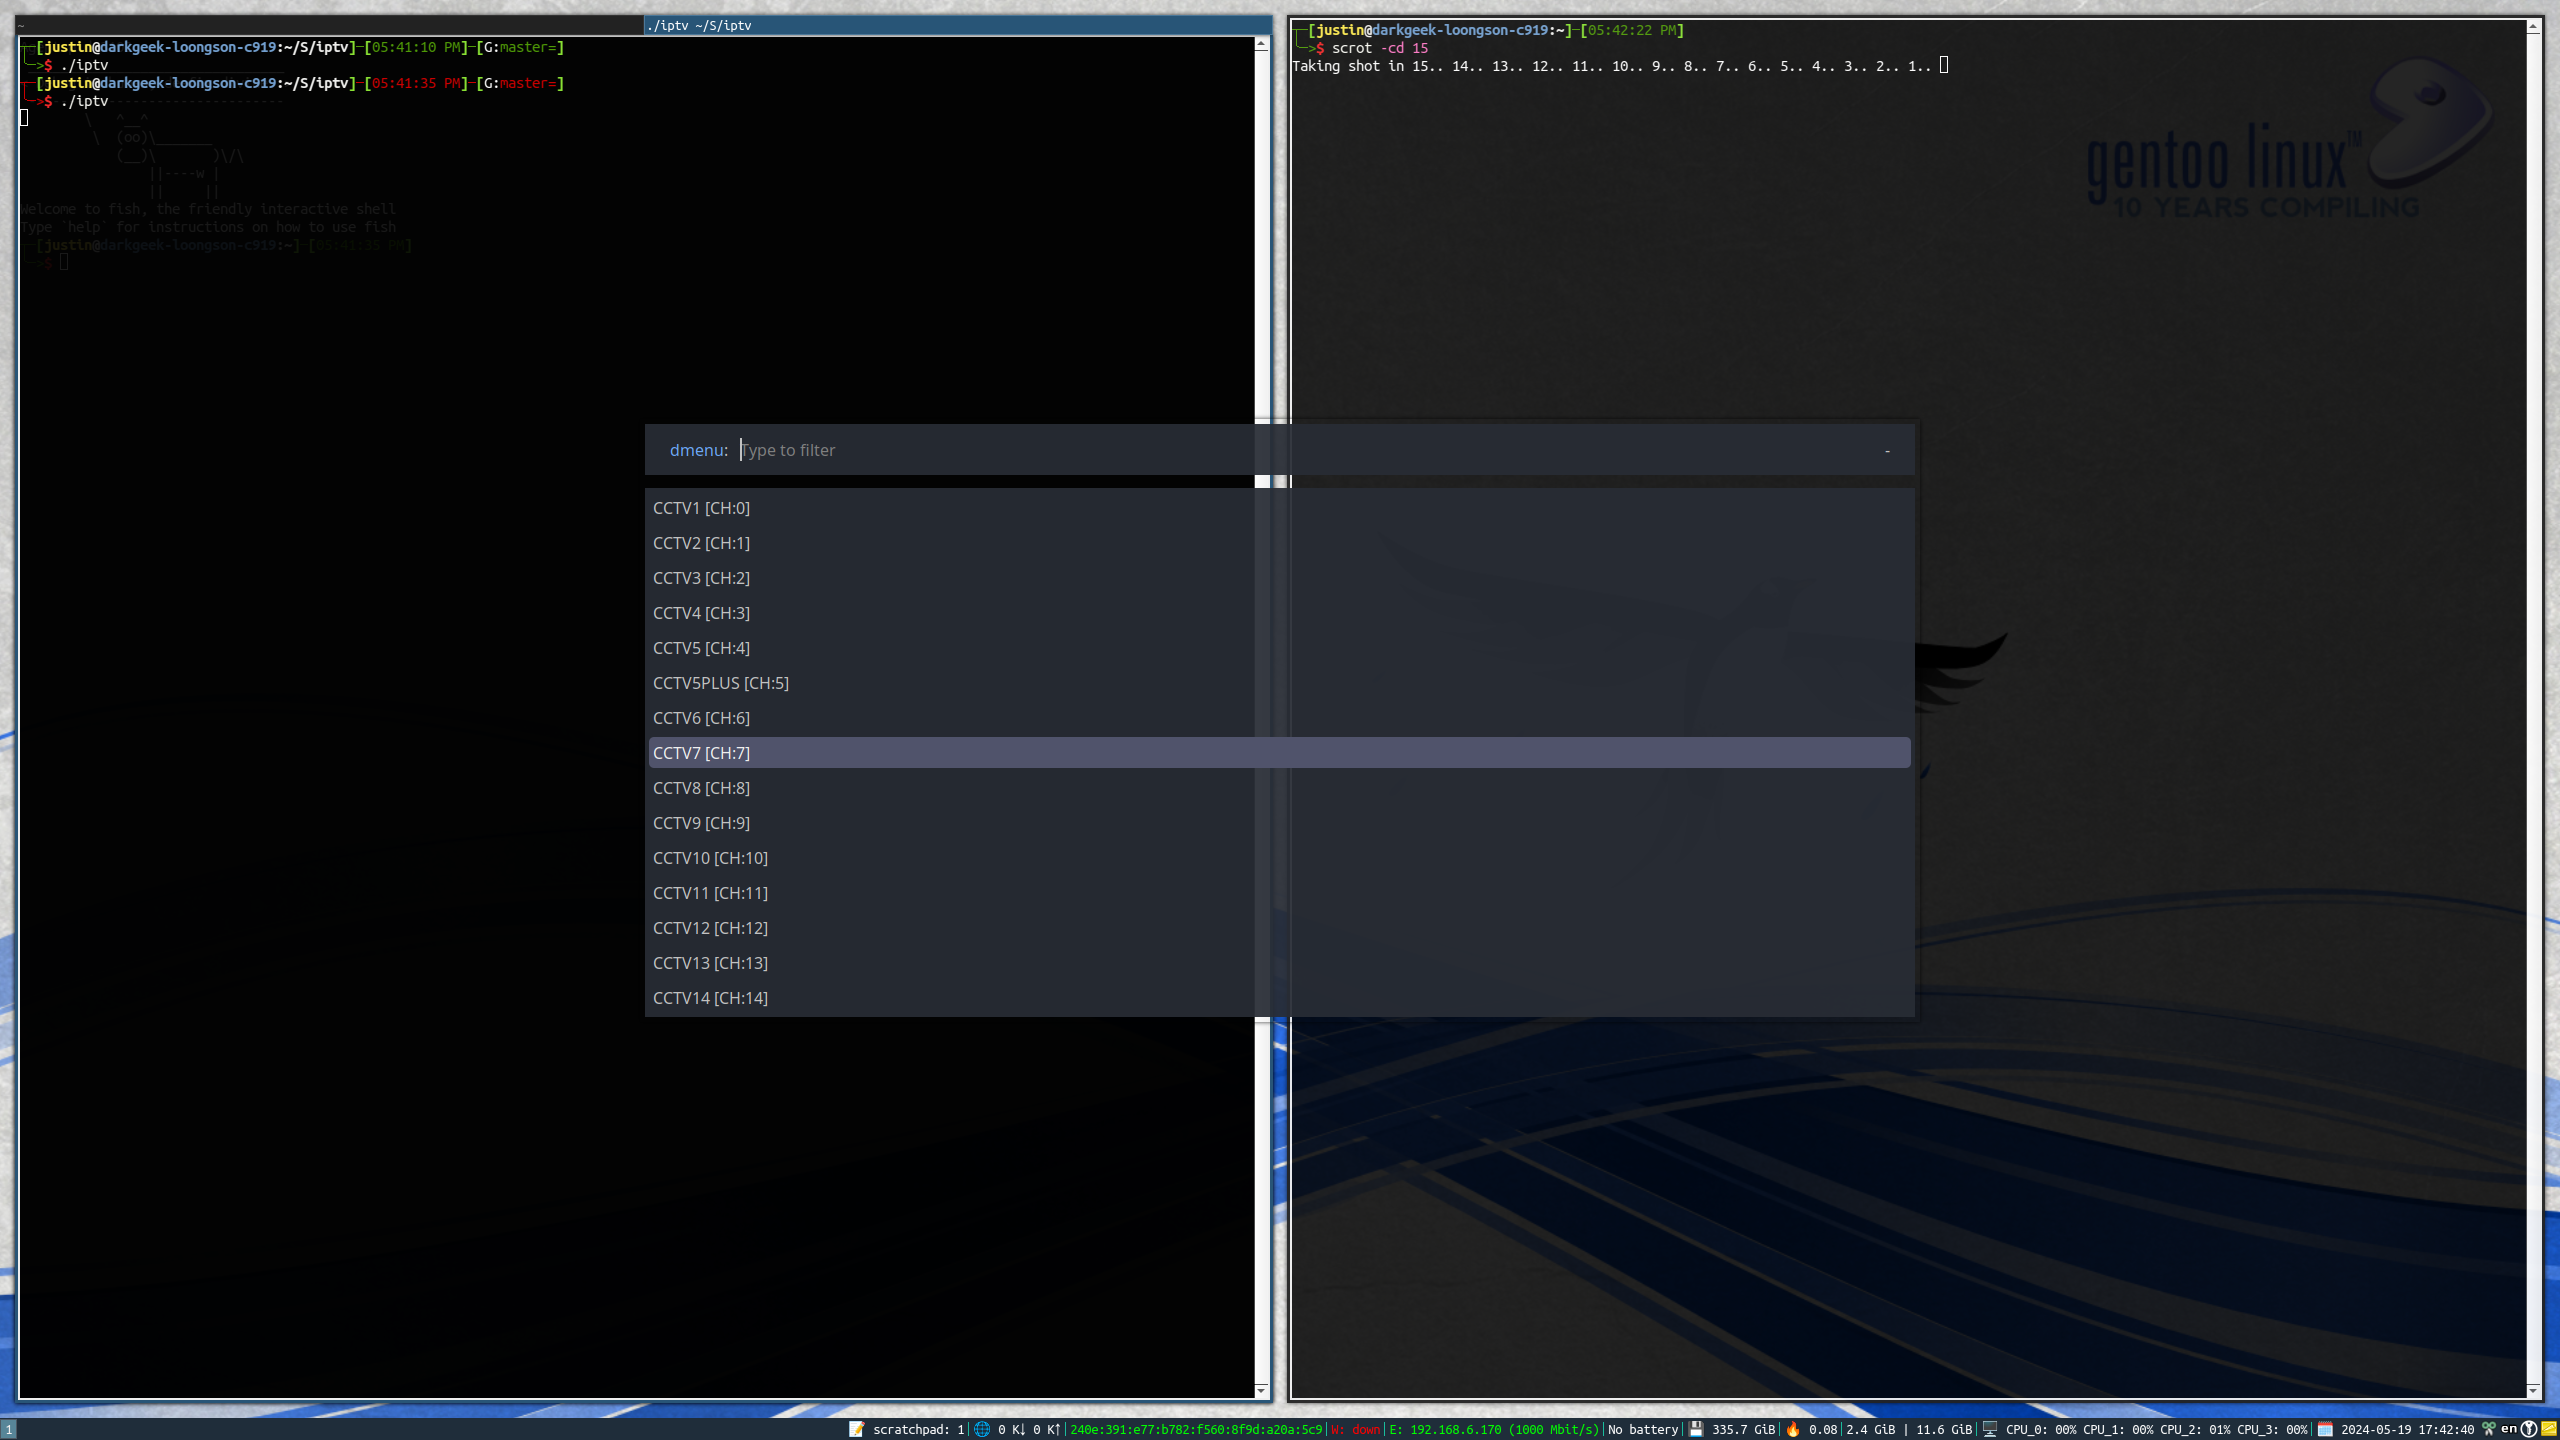 ~
./iptv ~/S/iptv
[justin@darkgeek-loongson-c919:~/S/iptv]─[05:41:10 PM]─[G:master=]
╰─>$ ./iptv
[justin@darkgeek-loongson-c919:~/S/iptv]─[05:41:35 PM]─[G:master=]
╰─>$ ./iptv
\   ^__^
\  (oo)\_______
(__)\       )\/\
||----w |
||     ||
Welcome to fish, the friendly interactive shell
Type `help` for instructions on how to use fish
[justin@darkgeek-loongson-c919:~]─[05:41:35 PM]
╰─>$
[justin@darkgeek-loongson-c919:~]─[05:42:22 PM]
╰─>$ scrot -cd 15
Taking shot in 15.. 14.. 13.. 12.. 11.. 10.. 9.. 8.. 7.. 6.. 5.. 4.. 3.. 2.. 1..
gentoo linux™
10 YEARS COMPILING
dmenu: Type to filter -
CCTV1 [CH:0]
CCTV2 [CH:1]
CCTV3 [CH:2]
CCTV4 [CH:3]
CCTV5 [CH:4]
CCTV5PLUS [CH:5]
CCTV6 [CH:6]
CCTV7 [CH:7]
CCTV8 [CH:8]
CCTV9 [CH:9]
CCTV10 [CH:10]
CCTV11 [CH:11]
CCTV12 [CH:12]
CCTV13 [CH:13]
CCTV14 [CH:14]
1 📝 scratchpad: 1|🌐 0 K↓ 0 K↑|240e:391:e77:b782:f560:8f9d:a20a:5c9|W: down|E: 192.168.6.170 (1000 Mbit/s)|No battery|💾 335.7 GiB|🔥 0.08|2.4 GiB | 11.6 GiB|🖥 CPU_0: 00% CPU_1: 00% CPU_2: 01% CPU_3: 00%|🗓 2024-05-19 17:42:40 en